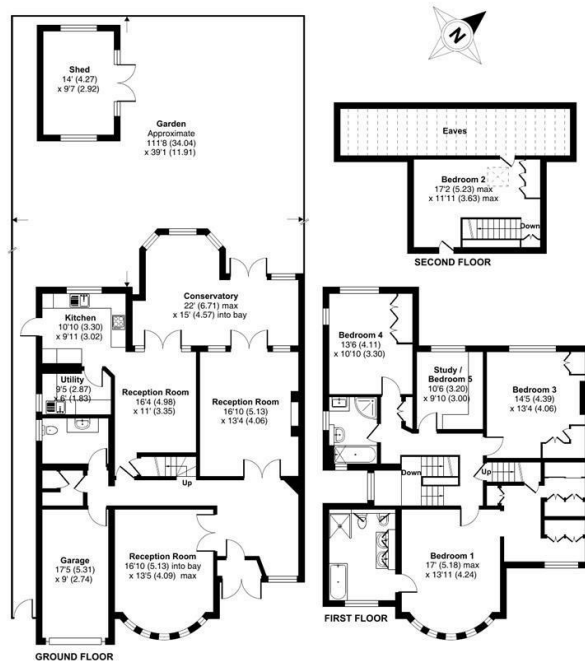 N
Shed
14' (4.27)
x 9'7 (2.92)
Garden
Approximate
111'8 (34.04)
x 39'1 (11.91)
Eaves
Bedroom 2
17'2 (5.23) max
x 11'11 (3.63) max
Down
SECOND FLOOR
Conservatory
22' (6.71) max
x 15' (4.57) into bay
Kitchen
10'10 (3.30)
x 9'11 (3.02)
Utility
9'5 (2.87)
x 6' (1.83)
Reception Room
16'4 (4.98)
x 11' (3.35)
Reception Room
16'10 (5.13)
x 13'4 (4.06)
Up
Garage
17'5 (5.31)
x 9' (2.74)
Reception Room
16'10 (5.13) into bay
x 13'5 (4.09) max
GROUND FLOOR
Bedroom 4
13'6 (4.11)
x 10'10 (3.30)
Study /
Bedroom 5
10'6 (3.20)
x 9'10 (3.00)
Bedroom 3
14'5 (4.39)
x 13'4 (4.06)
Down
Up
Bedroom 1
17' (5.18) max
x 13'11 (4.24)
FIRST FLOOR